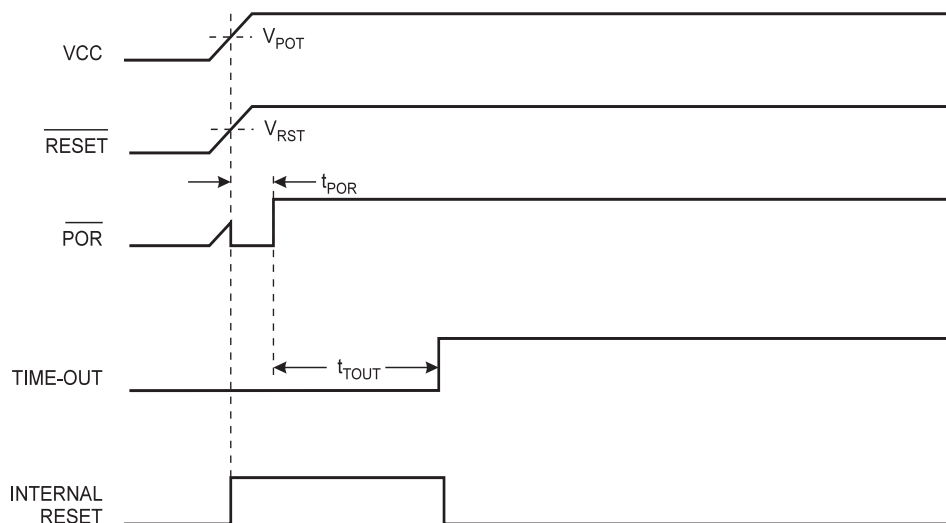 VCC
V_POT
RESET
V_RST
t_POR
POR
TIME-OUT
t_TOUT
INTERNAL
RESET